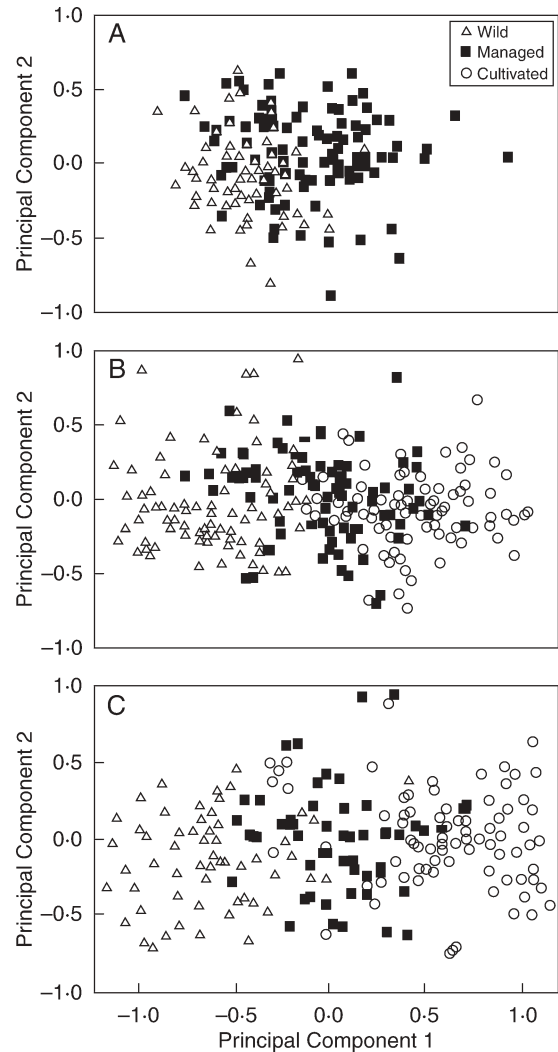 A
△ Wild
■ Managed
○ Cultivated
1·0
0·5
0·0
−0·5
−1·0
Principal Component 2
B
1·0
0·5
0·0
−0·5
−1·0
Principal Component 2
C
1·0
0·5
0·0
−0·5
−1·0
Principal Component 2
−1·0 −0·5 0·0 0·5 1·0
Principal Component 1